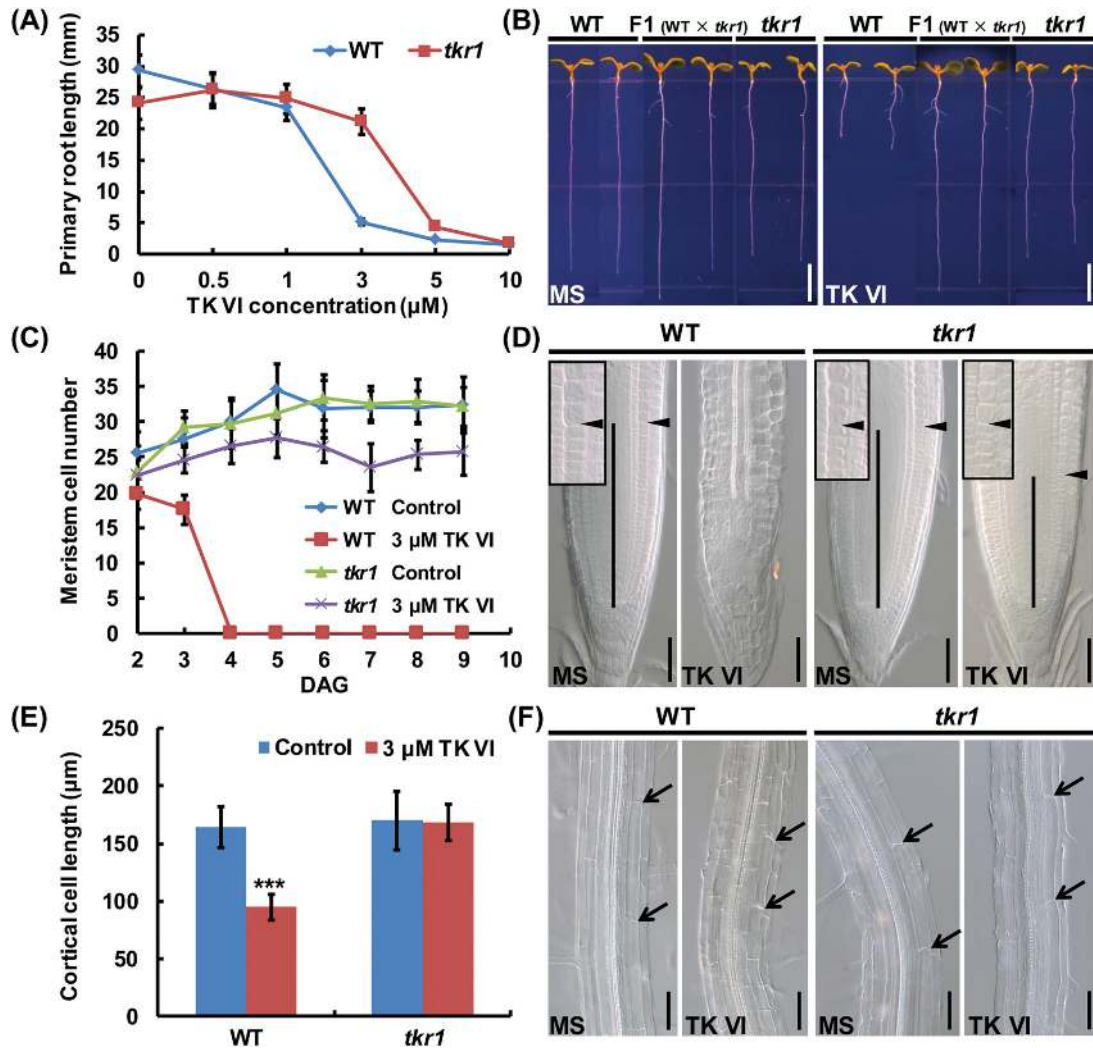 (A)
WT tkr1
Primary root length (mm)
35
30
25
20
15
10
5
0
0 0.5 1 3 5 10
TK VI concentration (µM)
(B)
WT F1 (WT × tkr1) tkr1 WT F1 (WT × tkr1) tkr1
MS TK VI
(C)
Meristem cell number
40
35
30
25
20
15
10
5
0
WT Control
WT 3 µM TK VI
tkr1 Control
tkr1 3 µM TK VI
2 3 4 5 6 7 8 9 10
DAG
(D)
WT tkr1
MS TK VI MS TK VI
(E)
Control 3 µM TK VI
Cortical cell length (µm)
250
200
150
100
50
0
***
WT tkr1
(F)
WT tkr1
MS TK VI MS TK VI